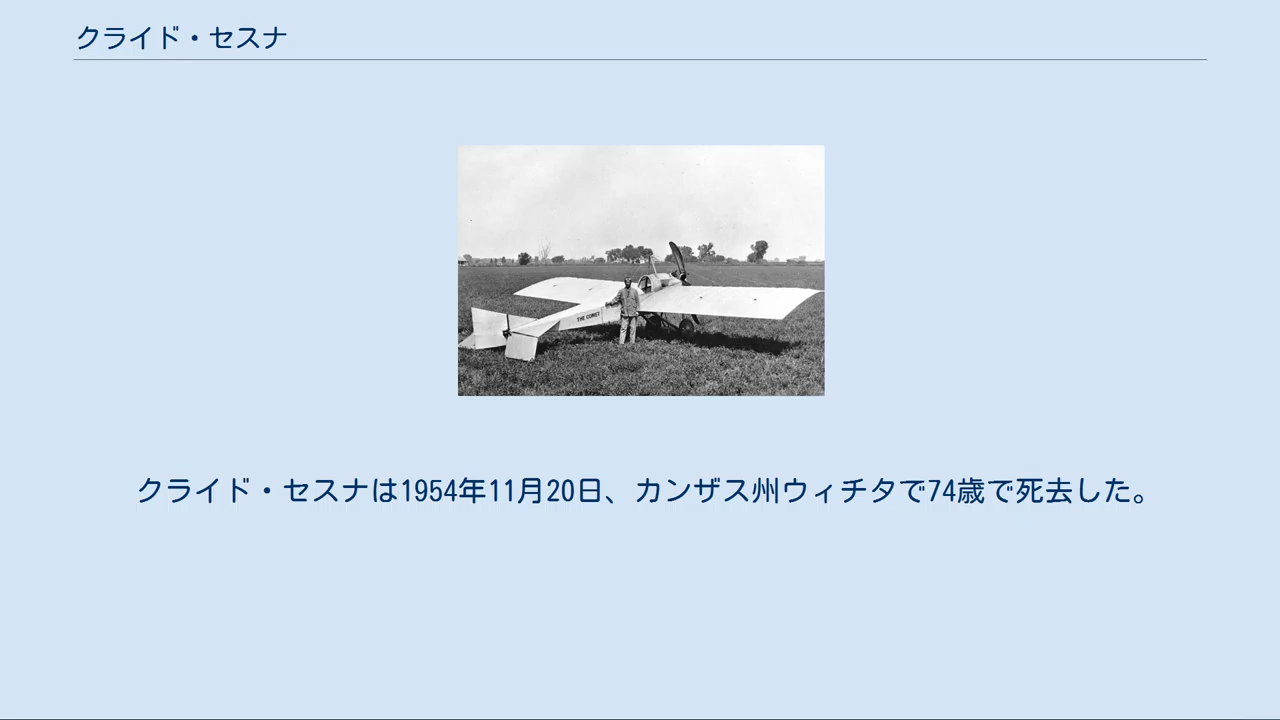 クライド・セスナ
THE COMET
クライド・セスナは1954年11月20日、カンザス州ウィチタで74歳で死去した。